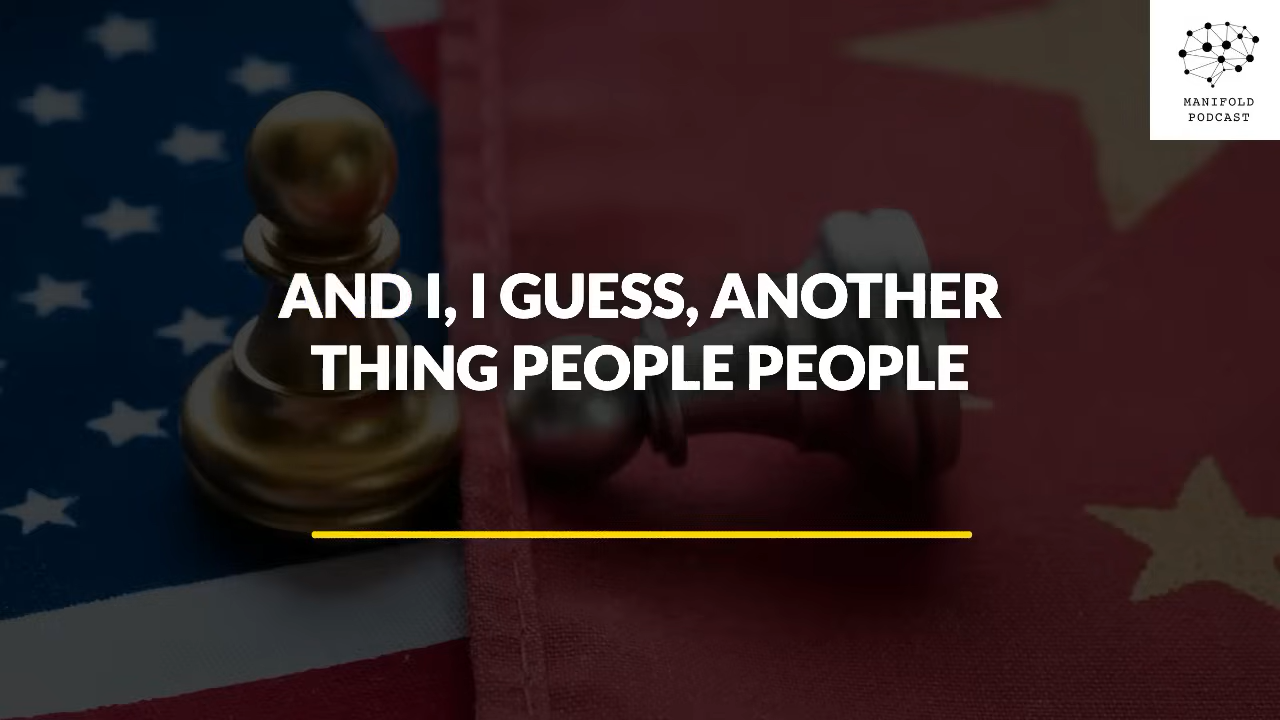 MANIFOLD
PODCAST
AND I, I GUESS, ANOTHER
THING PEOPLE PEOPLE